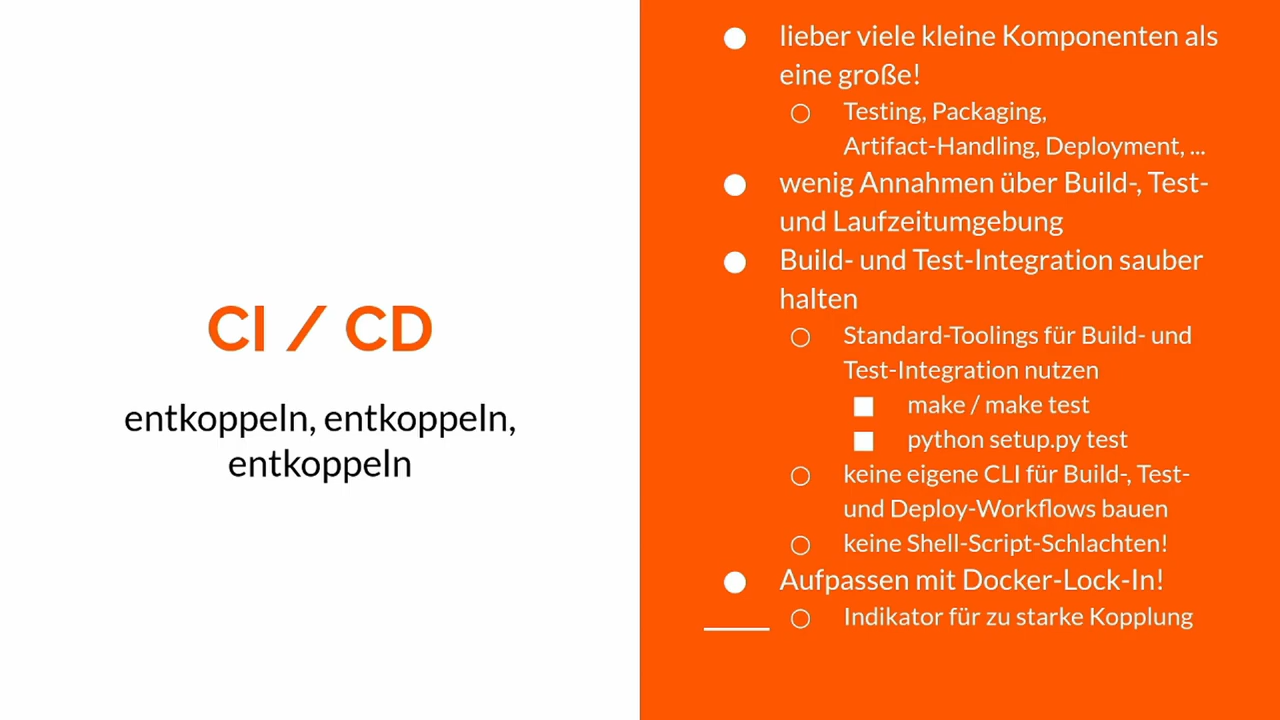 CI / CD
entkoppeln, entkoppeln,
entkoppeln
● lieber viele kleine Komponenten als
eine große!
○ Testing, Packaging,
Artifact-Handling, Deployment, ...
● wenig Annahmen über Build-, Test-
und Laufzeitumgebung
● Build- und Test-Integration sauber
halten
○ Standard-Toolings für Build- und
Test-Integration nutzen
■ make / make test
■ python setup.py test
○ keine eigene CLI für Build-, Test-
und Deploy-Workflows bauen
○ keine Shell-Script-Schlachten!
● Aufpassen mit Docker-Lock-In!
○ Indikator für zu starke Kopplung